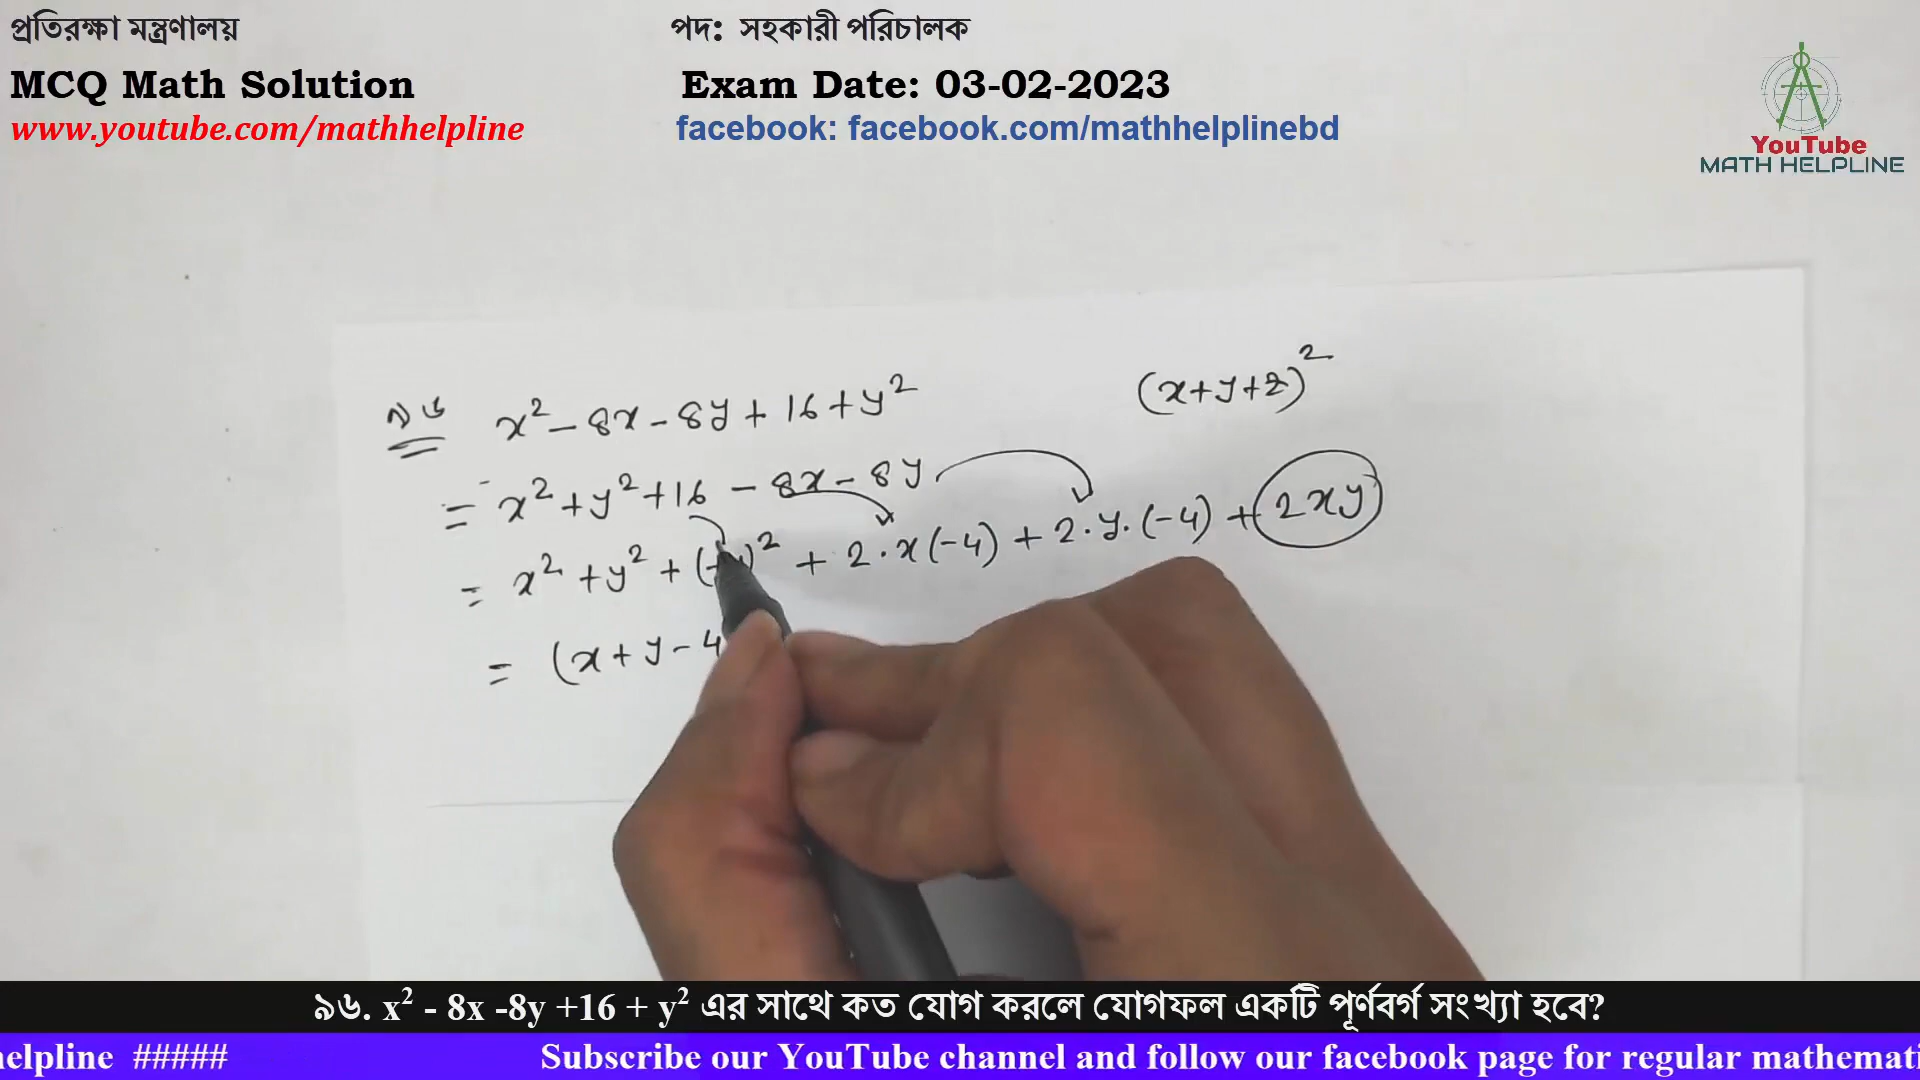 প্রতিরক্ষা মন্ত্রণালয়
পদ: সহকারী পরিচালক
MCQ Math Solution
Exam Date: 03-02-2023
www.youtube.com/mathhelpline
facebook: facebook.com/mathhelplinebd
YouTube
MATH HELPLINE
(x+y+z)²
৯৬ x² - 8x - 8y + 16 + y²
= x² + y² + 16 - 8x - 8y
= x² + y² + ( )² + 2·x(-4) + 2·y·(-4) + 2xy
= (x + y - 4
৯৬. x² - 8x -8y +16 + y² এর সাথে কত যোগ করলে যোগফল একটি পূর্ণবর্গ সংখ্যা হবে?
elpline ##### Subscribe our YouTube channel and follow our facebook page for regular mathemati